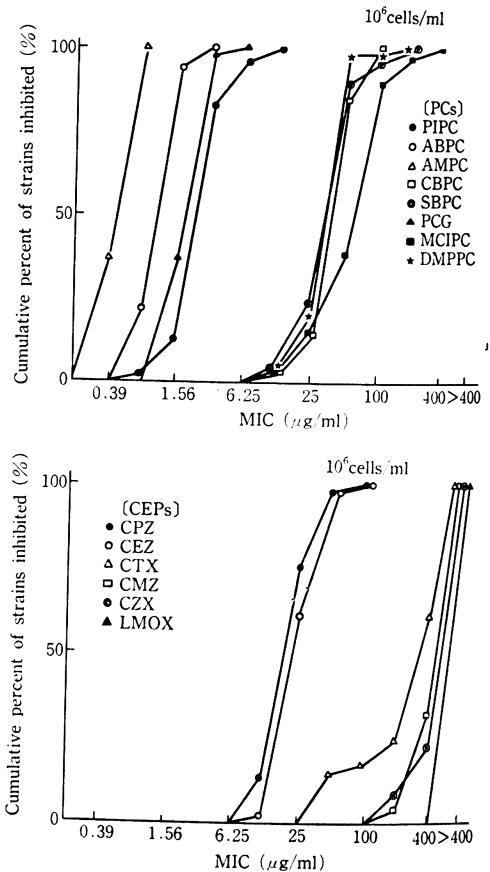 10⁶cells/ml
Cumulative percent of strains inhibited (%)
100
50
0
[PCs]
PIPC
ABPC
AMPC
CBPC
SBPC
PCG
MCIPC
DMPPC
0.39 1.56 6.25 25 100 400>400
MIC (μg/ml)
10⁶cells/ml
Cumulative percent of strains inhibited (%)
100
50
0
[CEPs]
CPZ
CEZ
CTX
CMZ
CZX
LMOX
0.39 1.56 6.25 25 100 400>400
MIC (μg/ml)